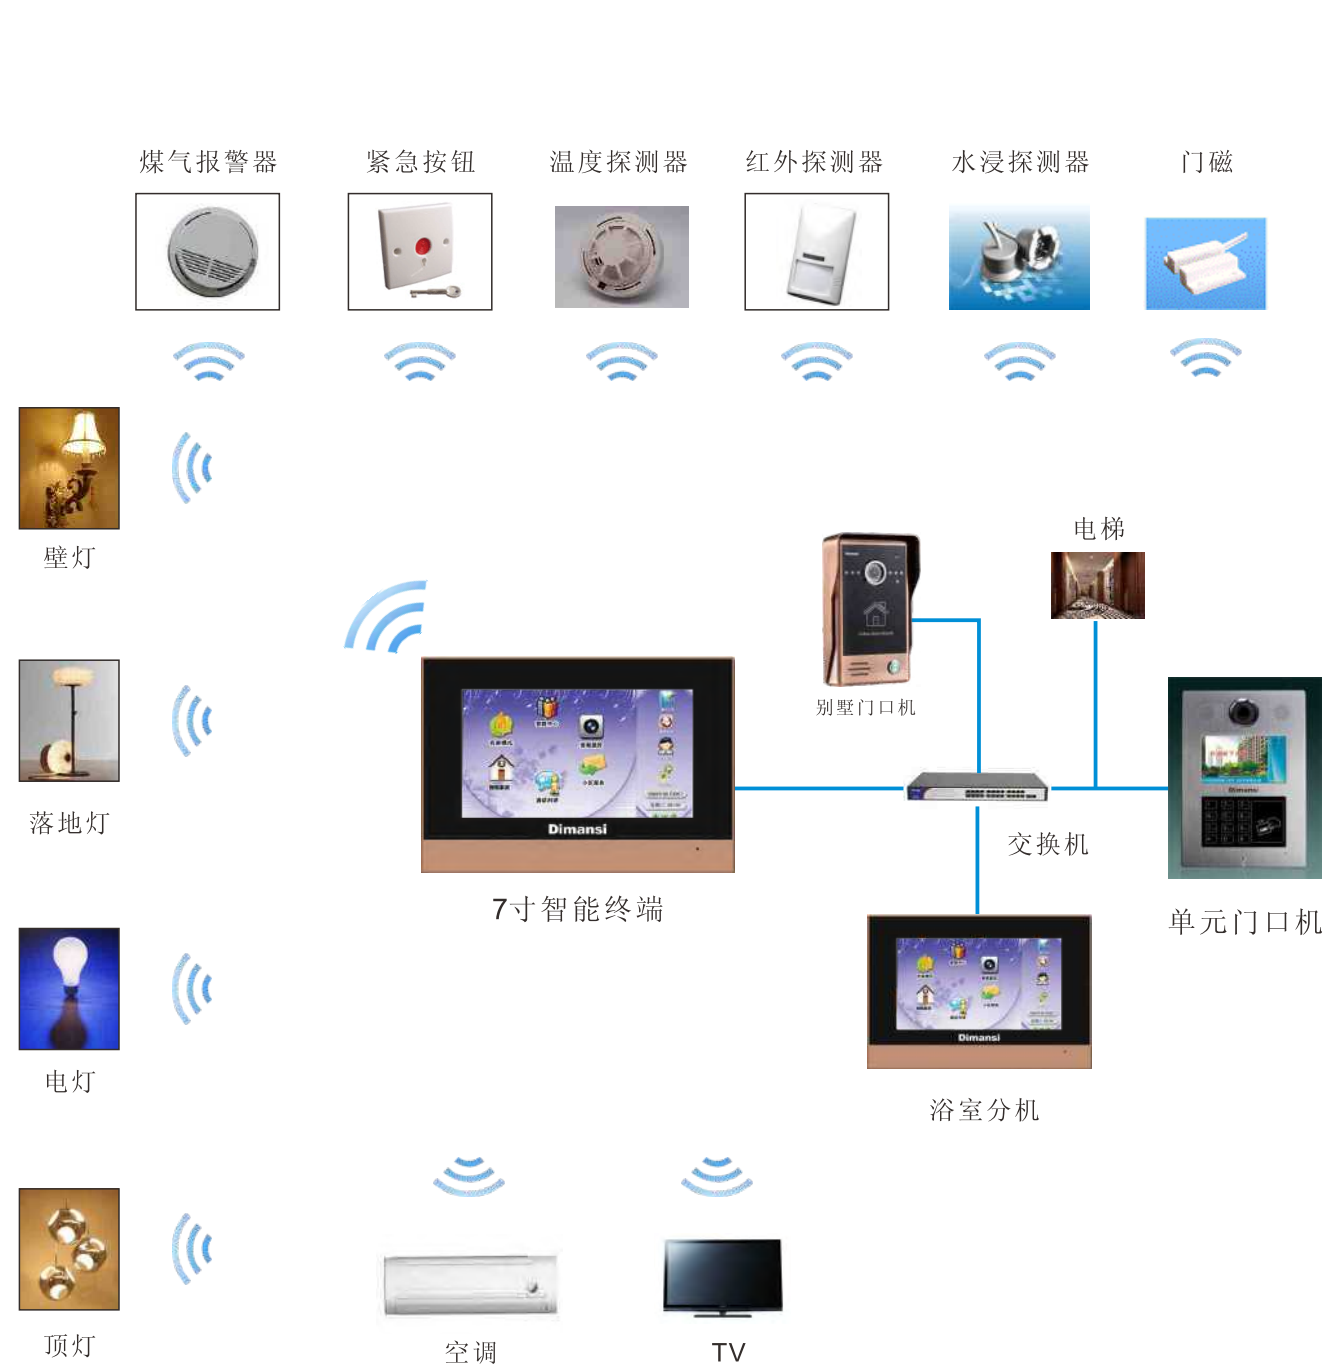 煤气报警器
紧急按钮
温度探测器
红外探测器
水浸探测器
门磁
壁灯
电梯
别墅门口机
落地灯
Dimansi
Dimansi
交换机
7寸智能终端
单元门口机
Dimansi
电灯
浴室分机
顶灯
空调
TV